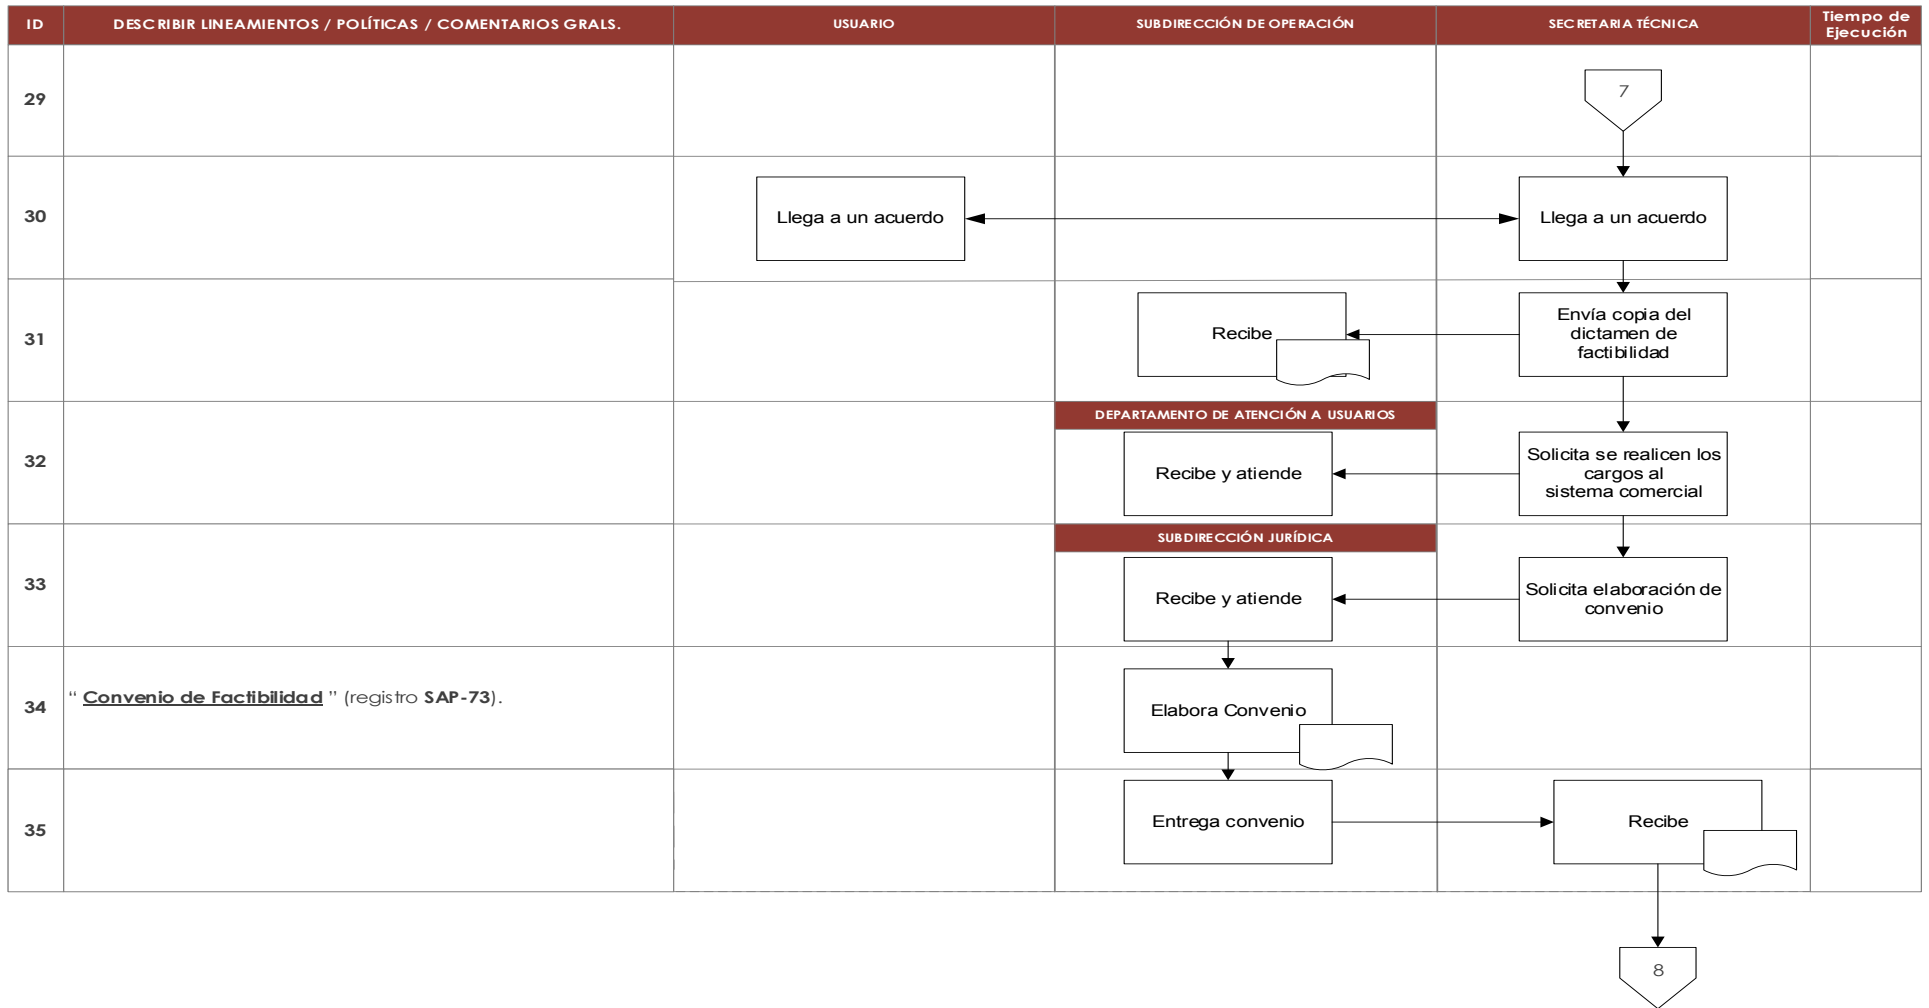 ID
DESCRIBIR LINEAMIENTOS / POLÍTICAS / COMENTARIOS GRALS.
USUARIO
SUBDIRECCIÓN DE OPERACIÓN
SECRETARIA TÉCNICA
Tiempo de
Ejecución
29
7
30
Llega a un acuerdo
Llega a un acuerdo
31
Recibe
Envía copia del
dictamen de
factibilidad
DEPARTAMENTO DE ATENCIÓN A USUARIOS
32
Recibe y atiende
Solicita se realicen los
cargos al
sistema comercial
SUBDIRECCIÓN JURÍDICA
33
Recibe y atiende
Solicita elaboración de
convenio
34
“ Convenio de Factibilidad ” (registro SAP-73).
Elabora Convenio
35
Entrega convenio
Recibe
8